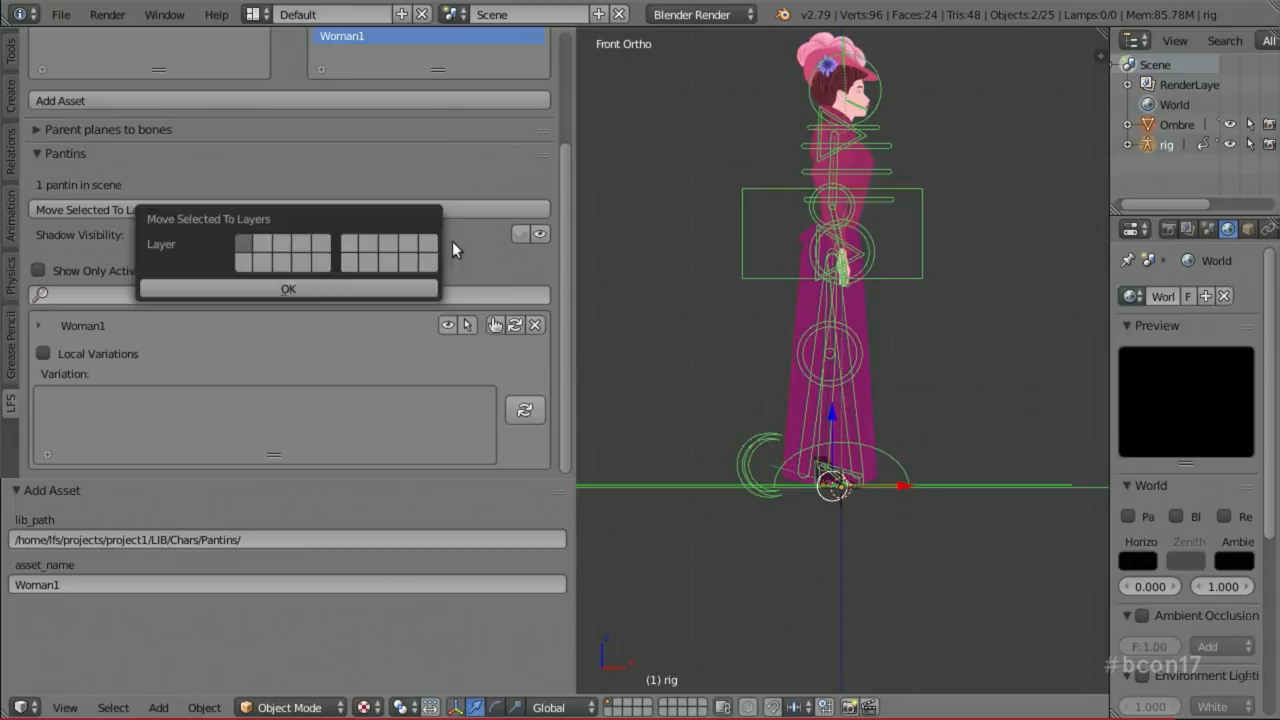 File Render Window Help Default Scene Blender Render v2.79 | Verts:96 | Faces:24 | Tris:48 | Objects:2/25 | Lamps:0/0 | Mem:85.78M | rig
Tools
Create
Relations
Animation
Physics
Grease Pencil
LFS
Woman1
Add Asset
Parent planes to bones
Pantins
1 pantin in scene
Move Selected To La
Shadow Visibility:
Show Only Activ
Move Selected To Layers
Layer
OK
Woman1
Local Variations
Variation:
Add Asset
lib_path
/home/lfs/projects/project1/LIB/Chars/Pantins/
asset_name
Woman1
Front Ortho
(1) rig
View Search All
Scene
RenderLaye
World
Ombre
rig
World
Worl F
Preview
World
Pa Bl Re
Horizo Zenith Ambie
0.000 1.000
Ambient Occlusion
F: 1.00 Add
#bcon17
Environment Lighti
1.000 White
View Select Add Object Object Mode Global